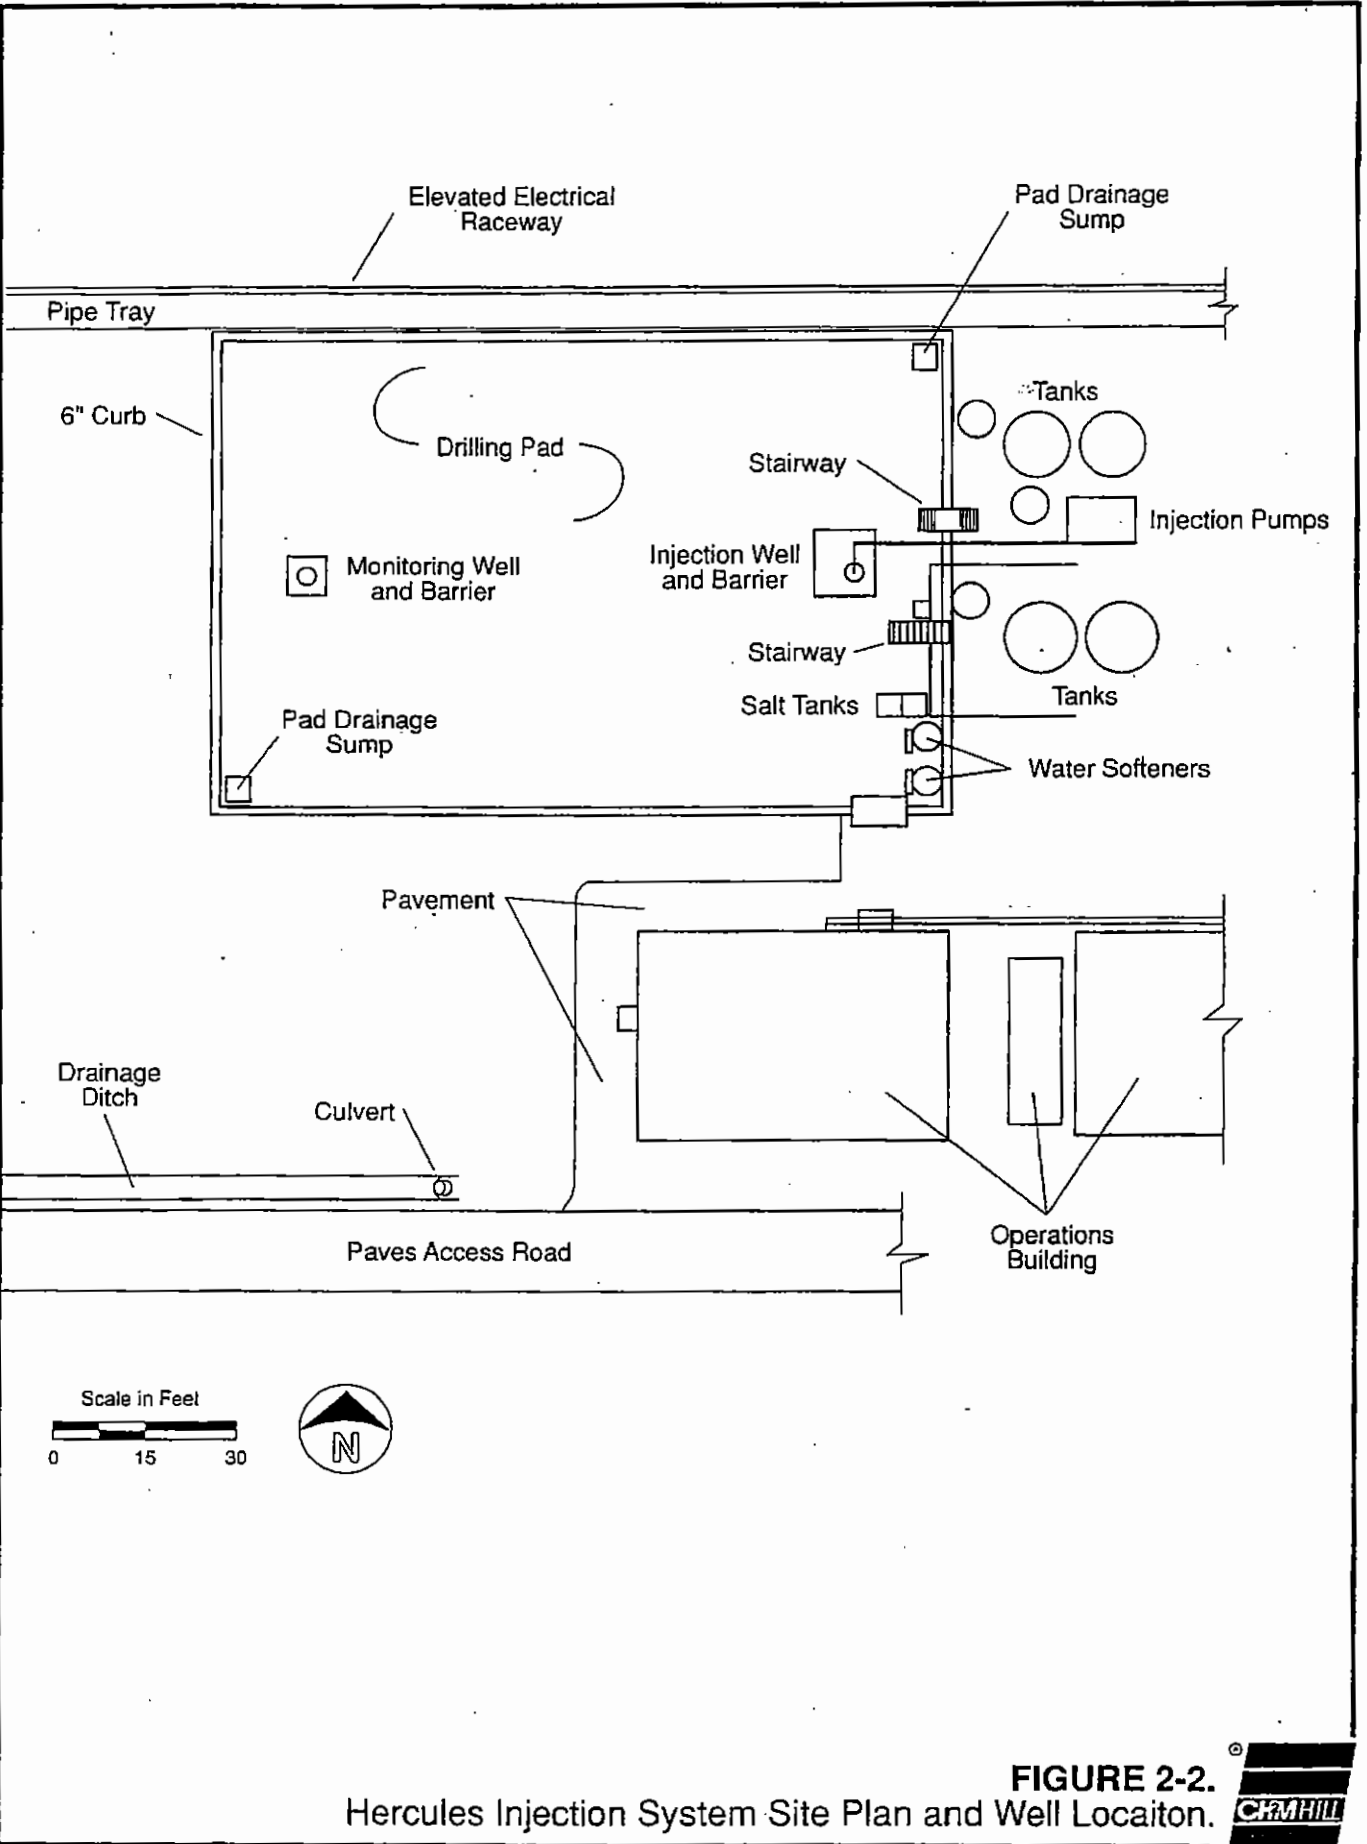 Elevated Electrical
Raceway
Pad Drainage
Sump
Pipe Tray
6" Curb
Tanks
Drilling Pad
Stairway
Injection Pumps
Monitoring Well
and Barrier
Injection Well
and Barrier
Stairway
Tanks
Salt Tanks
Pad Drainage
Sump
Water Softeners
Pavement
Drainage
Ditch
Culvert
Operations
Building
Paves Access Road
Scale in Feet
0 15 30
N
FIGURE 2-2.
Hercules Injection System Site Plan and Well Locaiton.
®
CH2MHILL